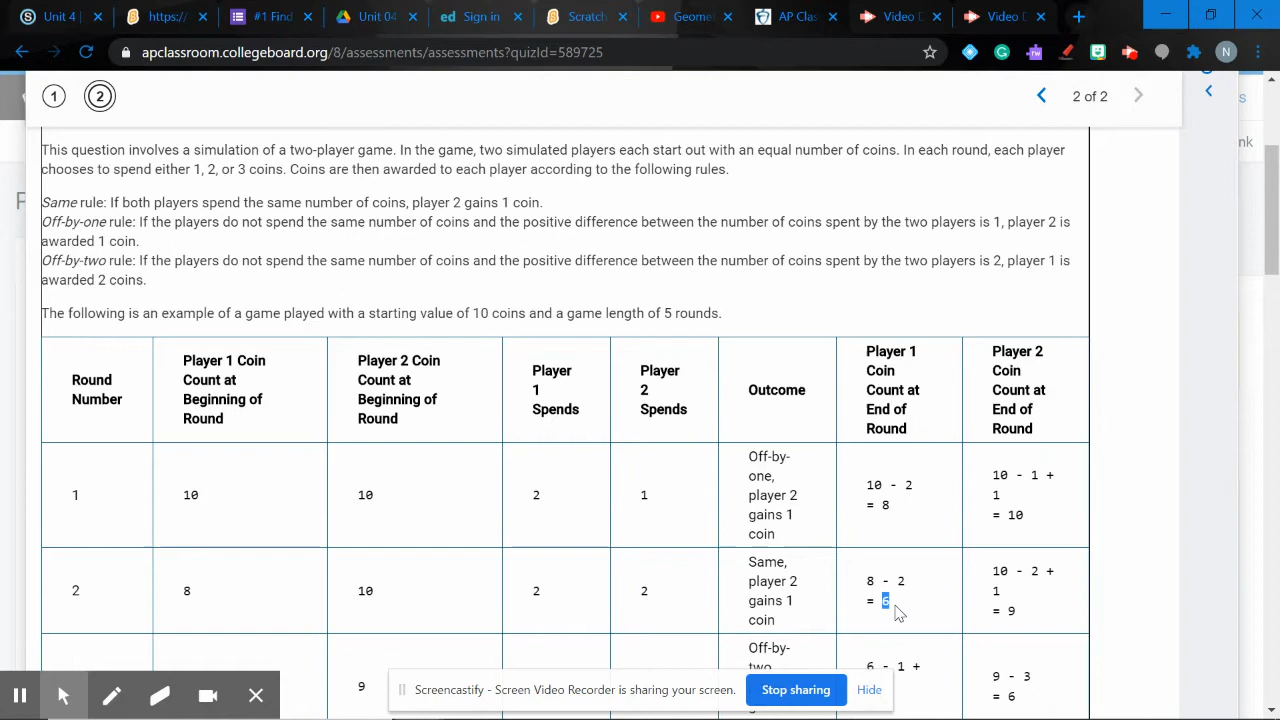 Unit 4 |
https://
#1 Find
Unit 04
Sign in
Scratch
Geome
AP Clas
Video D
Video D
apclassroom.collegeboard.org/8/assessments/assessments?quizId=589725
N
1
2
2 of 2
This question involves a simulation of a two-player game. In the game, two simulated players each start out with an equal number of coins. In each round, each player
chooses to spend either 1, 2, or 3 coins. Coins are then awarded to each player according to the following rules.
Same rule: If both players spend the same number of coins, player 2 gains 1 coin.
Off-by-one rule: If the players do not spend the same number of coins and the positive difference between the number of coins spent by the two players is 1, player 2 is
awarded 1 coin.
Off-by-two rule: If the players do not spend the same number of coins and the positive difference between the number of coins spent by the two players is 2, player 1 is
awarded 2 coins.
The following is an example of a game played with a starting value of 10 coins and a game length of 5 rounds.
Round
Number
Player 1 Coin
Count at
Beginning of
Round
Player 2 Coin
Count at
Beginning of
Round
Player
1
Spends
Player
2
Spends
Outcome
Player 1
Coin
Count at
End of
Round
Player 2
Coin
Count at
End of
Round
1
10
10
2
1
Off-by-
one,
player 2
gains 1
coin
10 - 2
= 8
10 - 1 +
1
= 10
2
8
10
2
2
Same,
player 2
gains 1
coin
8 - 2
= 6
10 - 2 +
1
= 9
9
Off-by-
two
6 - 1 +
9 - 3
= 6
Screencastify - Screen Video Recorder is sharing your screen.
Stop sharing
Hide